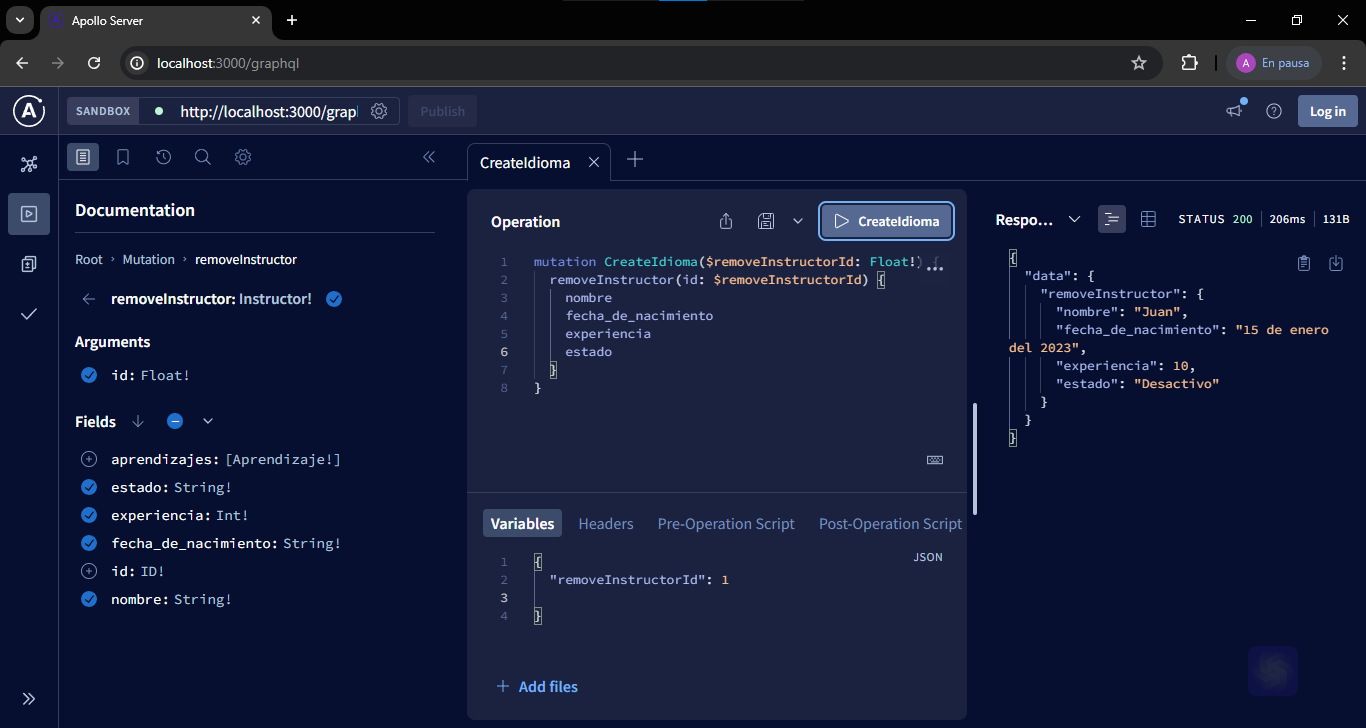 Apollo Server
localhost:3000/graphql
A En pausa
SANDBOX http://localhost:3000/grap Publish Log in
CreateIdioma
Documentation
Root › Mutation › removeInstructor
removeInstructor: Instructor!
Arguments
id: Float!
Fields
aprendizajes: [Aprendizaje!]
estado: String!
experiencia: Int!
fecha_de_nacimiento: String!
id: ID!
nombre: String!
Operation CreateIdioma
1 mutation CreateIdioma($removeInstructorId: Float!) {
2 removeInstructor(id: $removeInstructorId) {
3 nombre
4 fecha_de_nacimiento
5 experiencia
6 estado
7 }
8 }
Variables Headers Pre-Operation Script Post-Operation Script
JSON
1 {
2 "removeInstructorId": 1
3
4 }
+ Add files
Respo... STATUS 200 206ms 131B
{
"data": {
"removeInstructor": {
"nombre": "Juan",
"fecha_de_nacimiento": "15 de enero
del 2023",
"experiencia": 10,
"estado": "Desactivo"
}
}
}